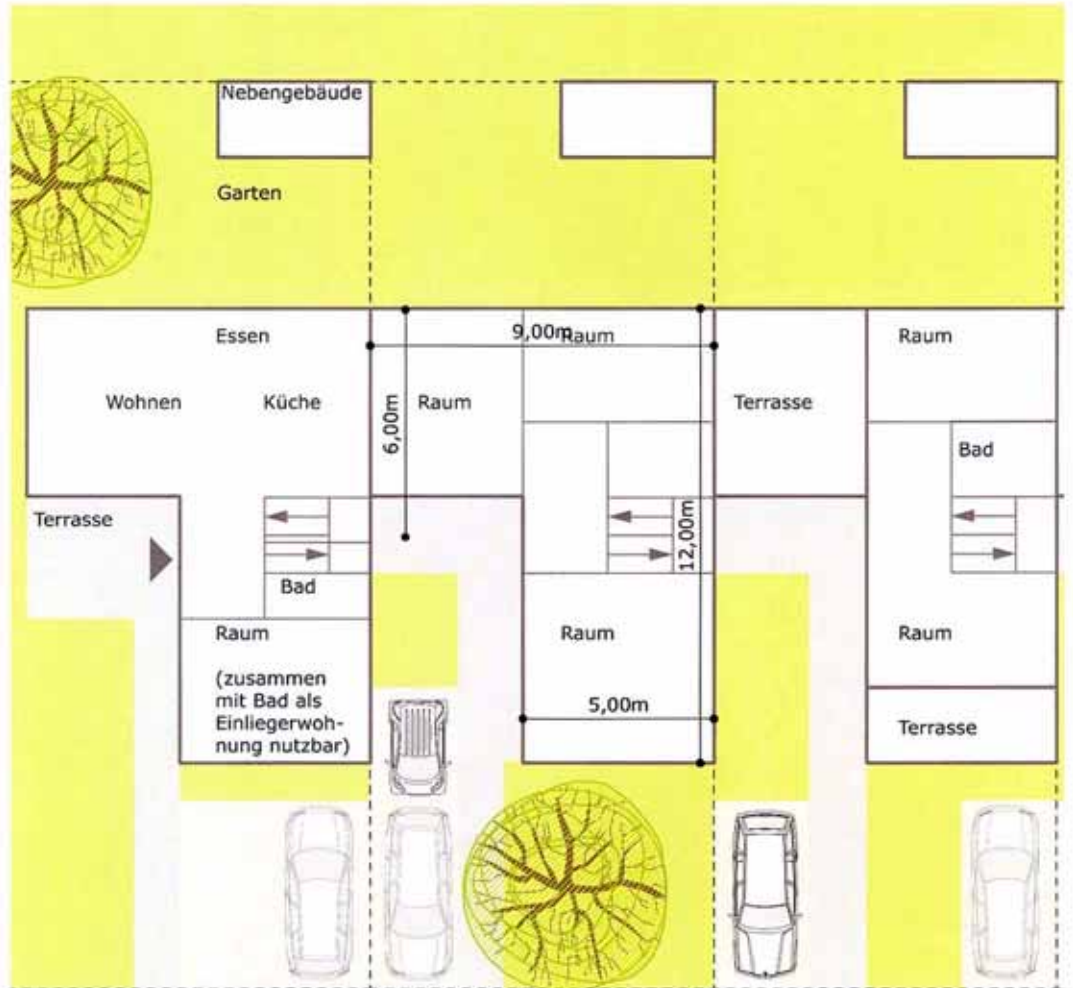 Nebengebäude
Garten
Essen
Wohnen
Küche
Terrasse
Bad
Raum
(zusammen
mit Bad als
Einliegerwoh-
nung nutzbar)
9,00m
Raum
Raum
6,00m
12,00m
Raum
5,00m
Terrasse
Raum
Bad
Raum
Terrasse